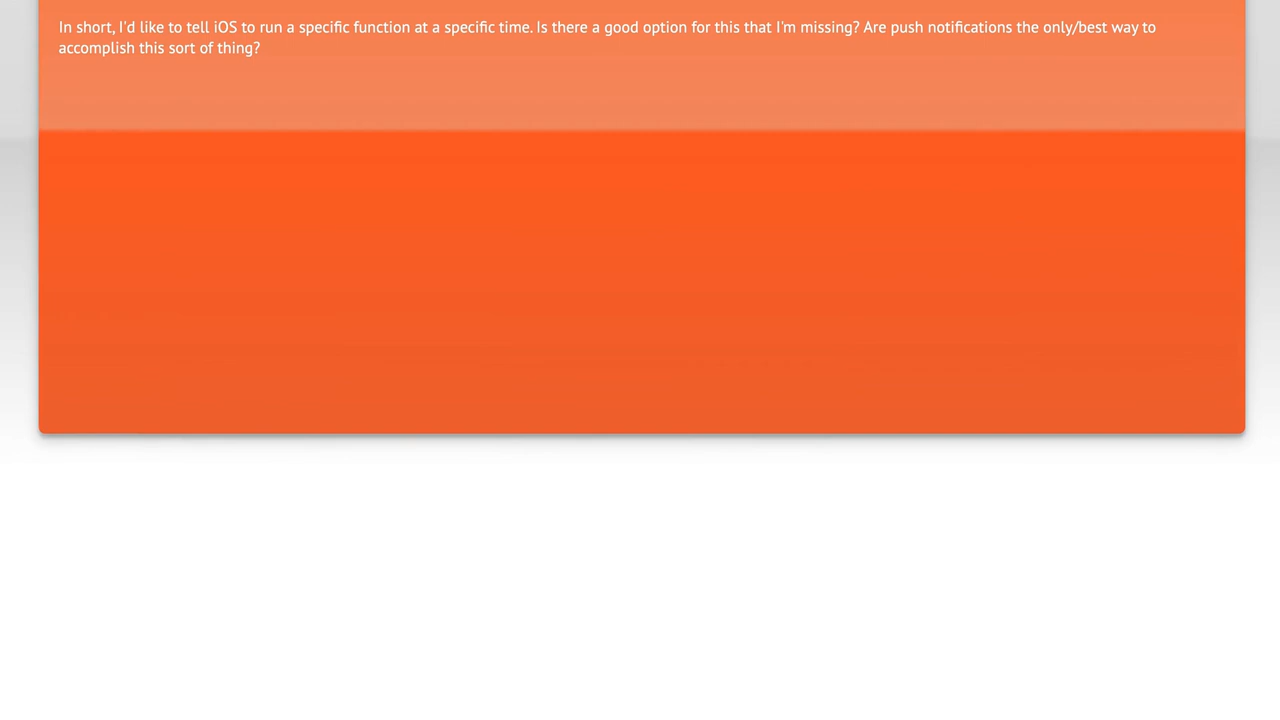 In short, I'd like to tell iOS to run a specific function at a specific time. Is there a good option for this that I'm missing? Are push notifications the only/best way to
accomplish this sort of thing?